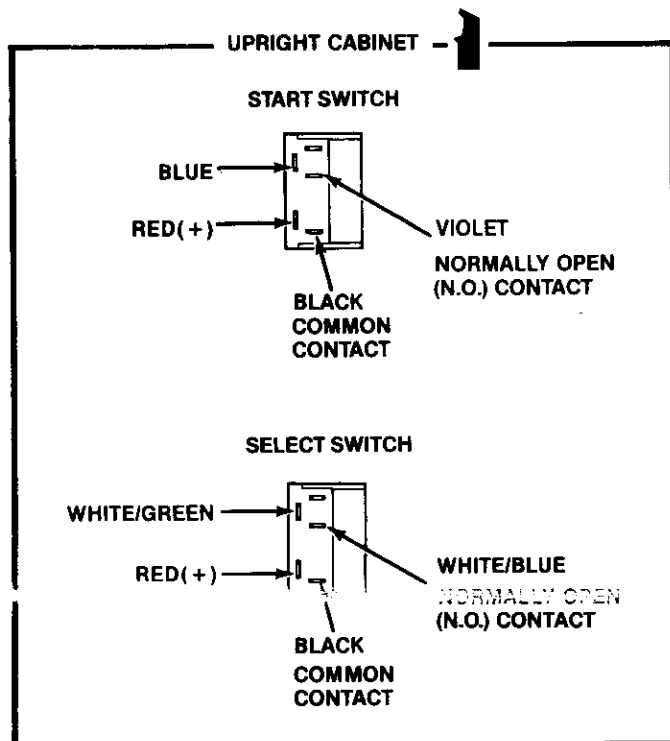 UPRIGHT CABINET
START SWITCH
BLUE
RED(+)
VIOLET
NORMALLY OPEN
(N.O.) CONTACT
BLACK
COMMON
CONTACT
SELECT SWITCH
WHITE/GREEN
RED(+)
WHITE/BLUE
NORMALLY OPEN
(N.O.) CONTACT
BLACK
COMMON
CONTACT